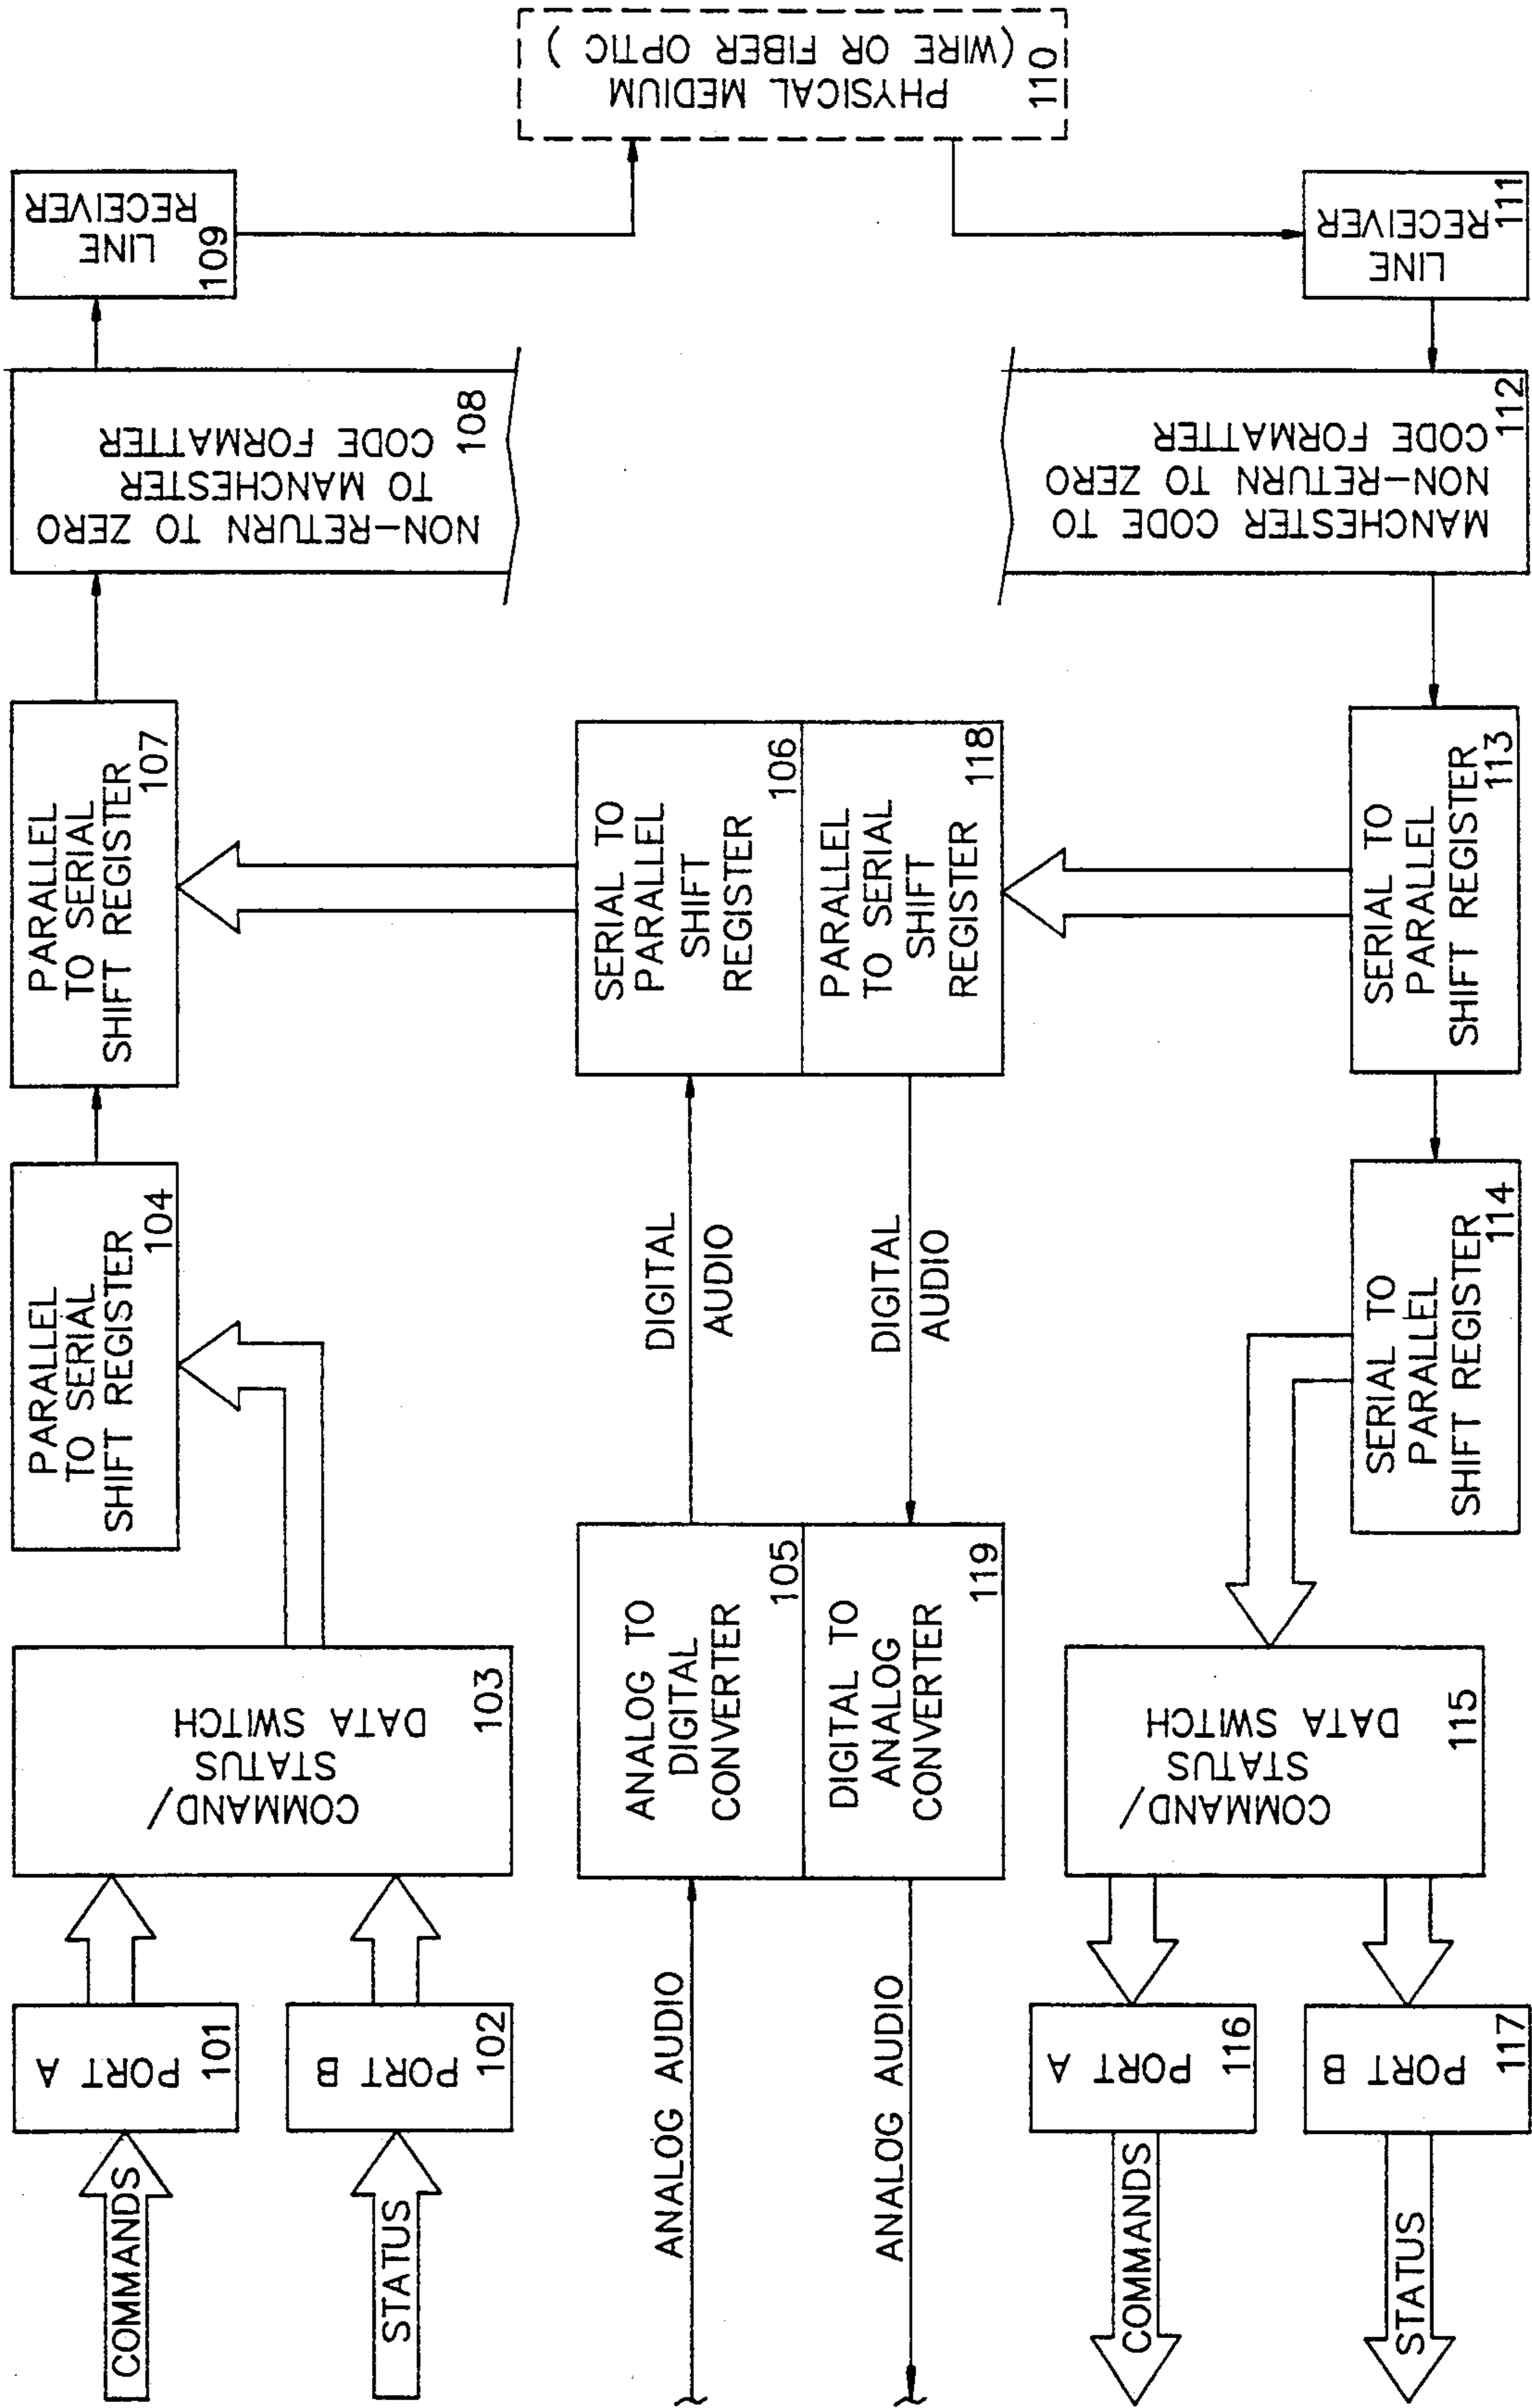 COMMANDS
PORT A
101
STATUS
PORT B
102
COMMAND/
STATUS
DATA SWITCH
103
PARALLEL
TO SERIAL
SHIFT REGISTER
104
PARALLEL
TO SERIAL
SHIFT REGISTER
107
NON-RETURN TO ZERO
TO MANCHESTER
CODE FORMATTER
108
LINE
RECEIVER
109
ANALOG AUDIO
ANALOG TO
DIGITAL
CONVERTER
105
DIGITAL
AUDIO
SERIAL TO
PARALLEL
SHIFT
REGISTER
106
PHYSICAL MEDIUM
(WIRE OR FIBER OPTIC )
110
ANALOG AUDIO
DIGITAL TO
ANALOG
CONVERTER
119
DIGITAL
AUDIO
PARALLEL
TO SERIAL
SHIFT
REGISTER
118
COMMANDS
PORT A
116
STATUS
PORT B
117
COMMAND/
STATUS
DATA SWITCH
115
SERIAL TO
PARALLEL
SHIFT REGISTER
114
SERIAL TO
PARALLEL
SHIFT REGISTER
113
MANCHESTER CODE TO
NON-RETURN TO ZERO
CODE FORMATTER
112
LINE
RECEIVER
111